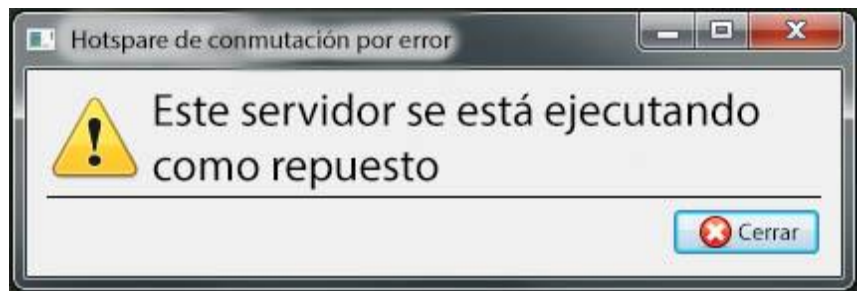 Hotspare de conmutación por error
Este servidor se está ejecutando
como repuesto
Cerrar